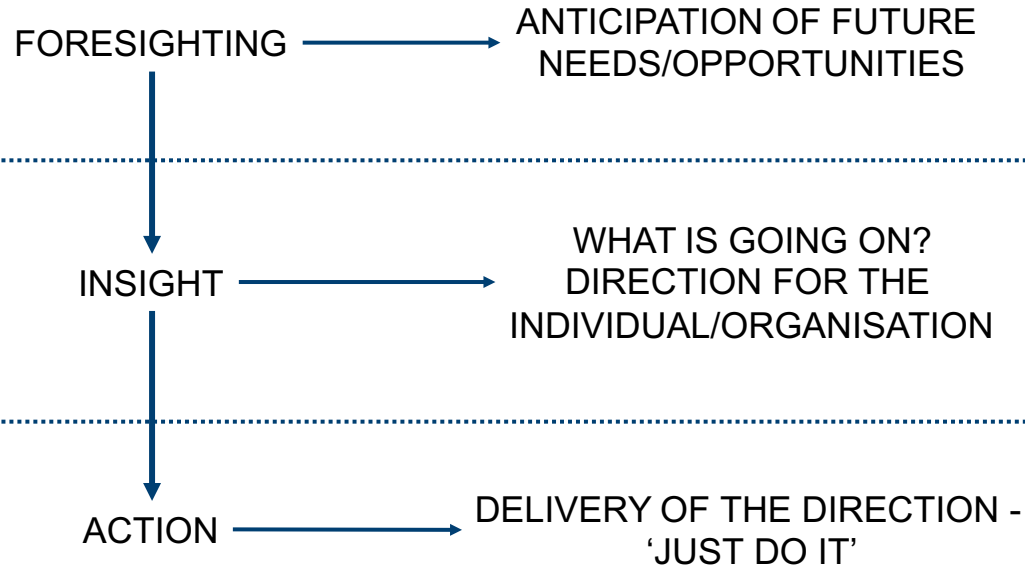 FORESIGHTING
ANTICIPATION OF FUTURE
NEEDS/OPPORTUNITIES
INSIGHT
WHAT IS GOING ON?
DIRECTION FOR THE
INDIVIDUAL/ORGANISATION
ACTION
DELIVERY OF THE DIRECTION -
‘JUST DO IT’